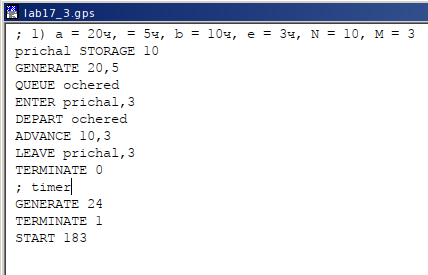 lab17_3.gps
; 1) a = 20ч, = 5ч, b = 10ч, e = 3ч, N = 10, M = 3
prichal STORAGE 10
GENERATE 20,5
QUEUE ochered
ENTER prichal,3
DEPART ochered
ADVANCE 10,3
LEAVE prichal,3
TERMINATE 0
; timer
GENERATE 24
TERMINATE 1
START 183